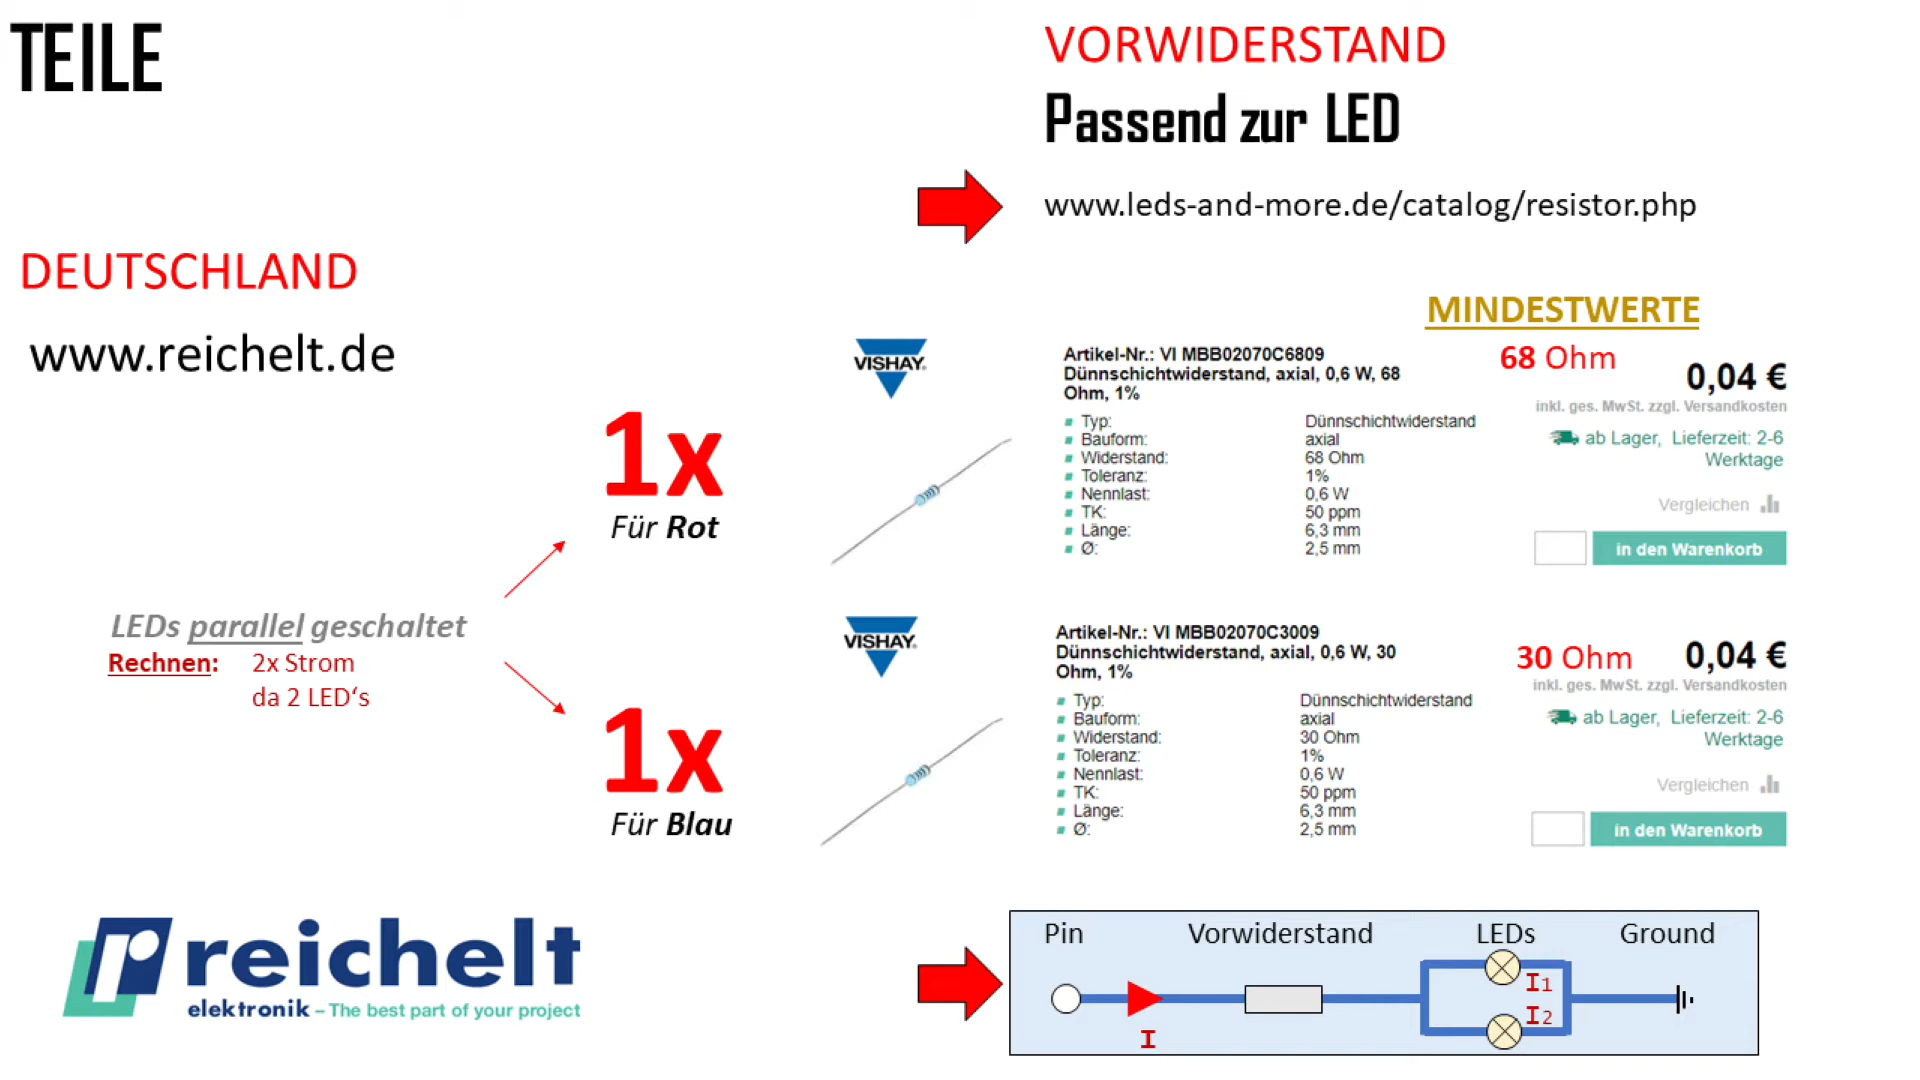 TEILE
VORWIDERSTAND
Passend zur LED
www.leds-and-more.de/catalog/resistor.php
DEUTSCHLAND
www.reichelt.de
MINDESTWERTE
1x
Für Rot
VISHAY.
Artikel-Nr.: VI MBB02070C6809
Dünnschichtwiderstand, axial, 0,6 W, 68
Ohm, 1%
Typ: Dünnschichtwiderstand
Bauform: axial
Widerstand: 68 Ohm
Toleranz: 1%
Nennlast: 0,6 W
TK: 50 ppm
Länge: 6,3 mm
Ø: 2,5 mm
68 Ohm
0,04 €
inkl. ges. MwSt. zzgl. Versandkosten
ab Lager, Lieferzeit: 2-6
Werktage
Vergleichen
in den Warenkorb
LEDs parallel geschaltet
Rechnen: 2x Strom
da 2 LED‘s
1x
Für Blau
VISHAY.
Artikel-Nr.: VI MBB02070C3009
Dünnschichtwiderstand, axial, 0,6 W, 30
Ohm, 1%
Typ: Dünnschichtwiderstand
Bauform: axial
Widerstand: 30 Ohm
Toleranz: 1%
Nennlast: 0,6 W
TK: 50 ppm
Länge: 6,3 mm
Ø: 2,5 mm
30 Ohm
0,04 €
inkl. ges. MwSt. zzgl. Versandkosten
ab Lager, Lieferzeit: 2-6
Werktage
Vergleichen
in den Warenkorb
r reichelt
elektronik – The best part of your project
Pin Vorwiderstand LEDs Ground
I1
I2
I